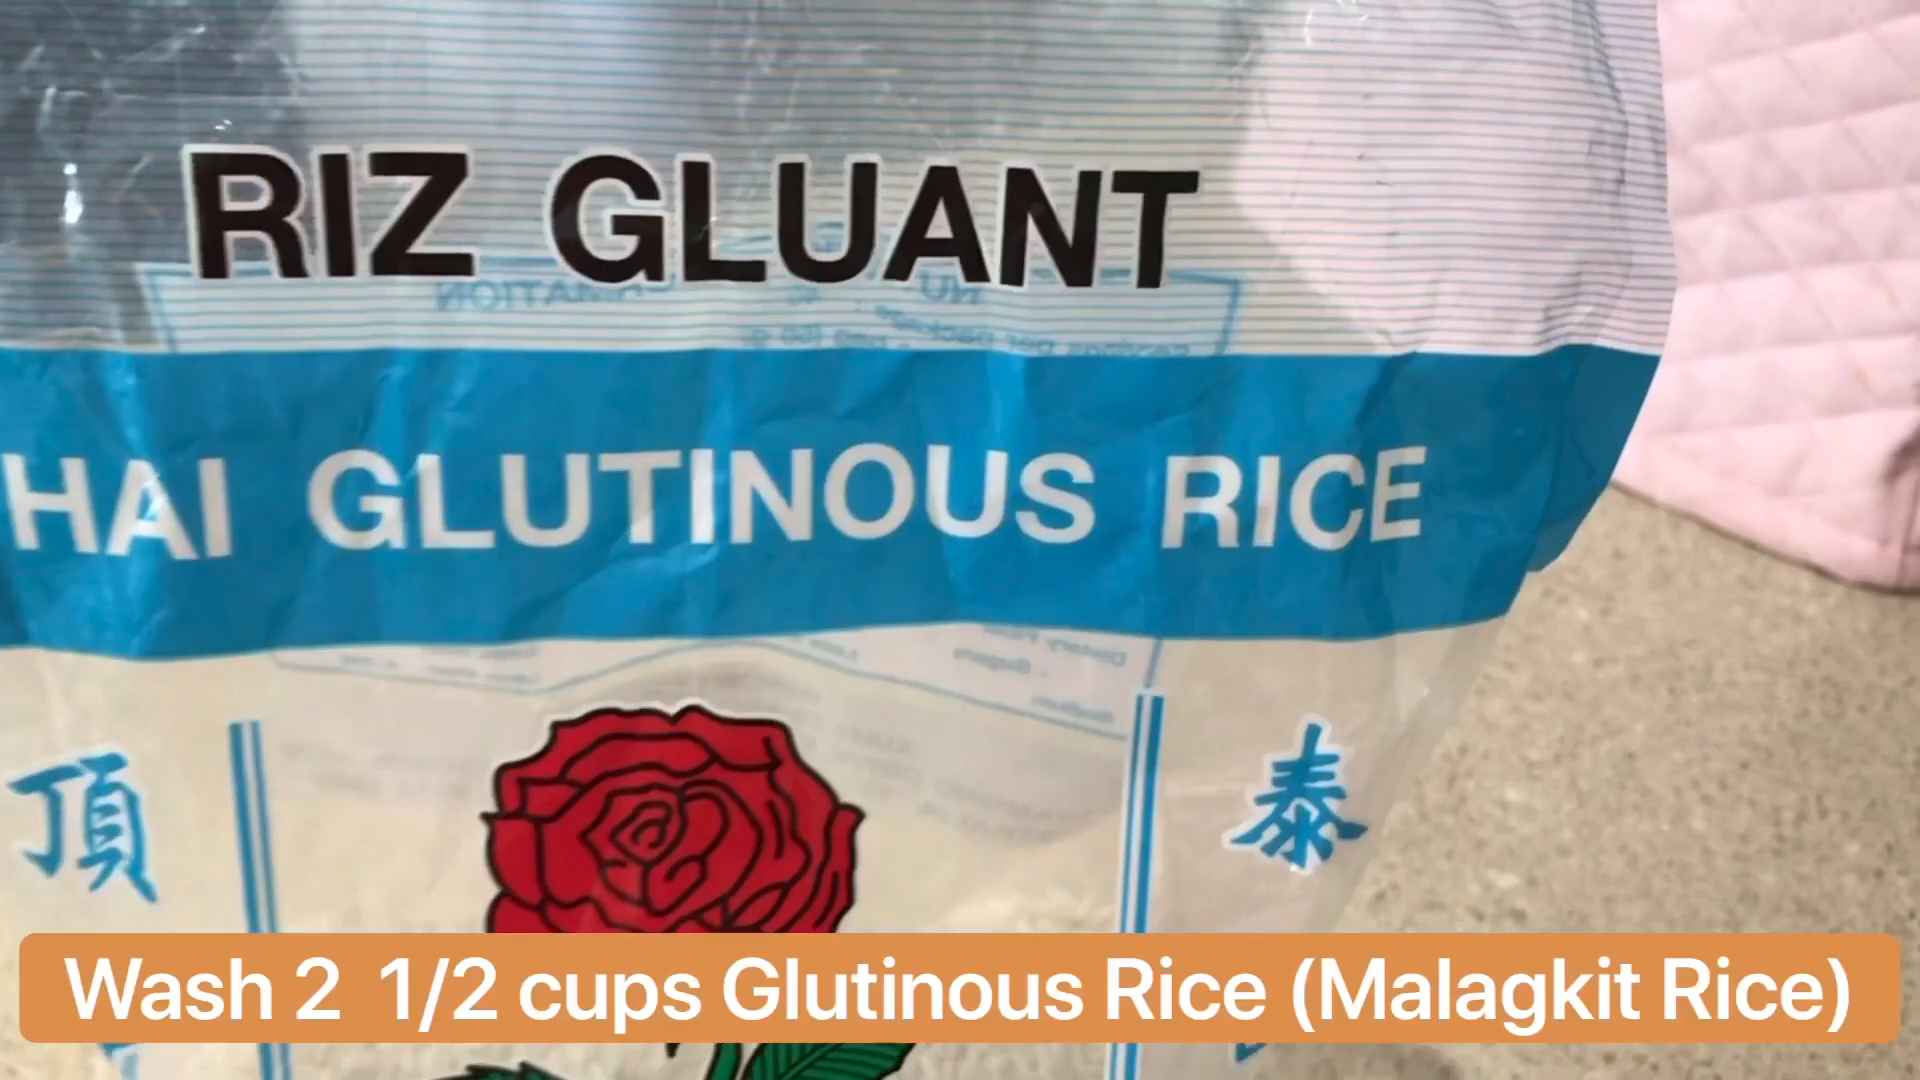 RIZ GLUANT
HAI GLUTINOUS RICE
頂
泰
Wash 2 1/2 cups Glutinous Rice (Malagkit Rice)